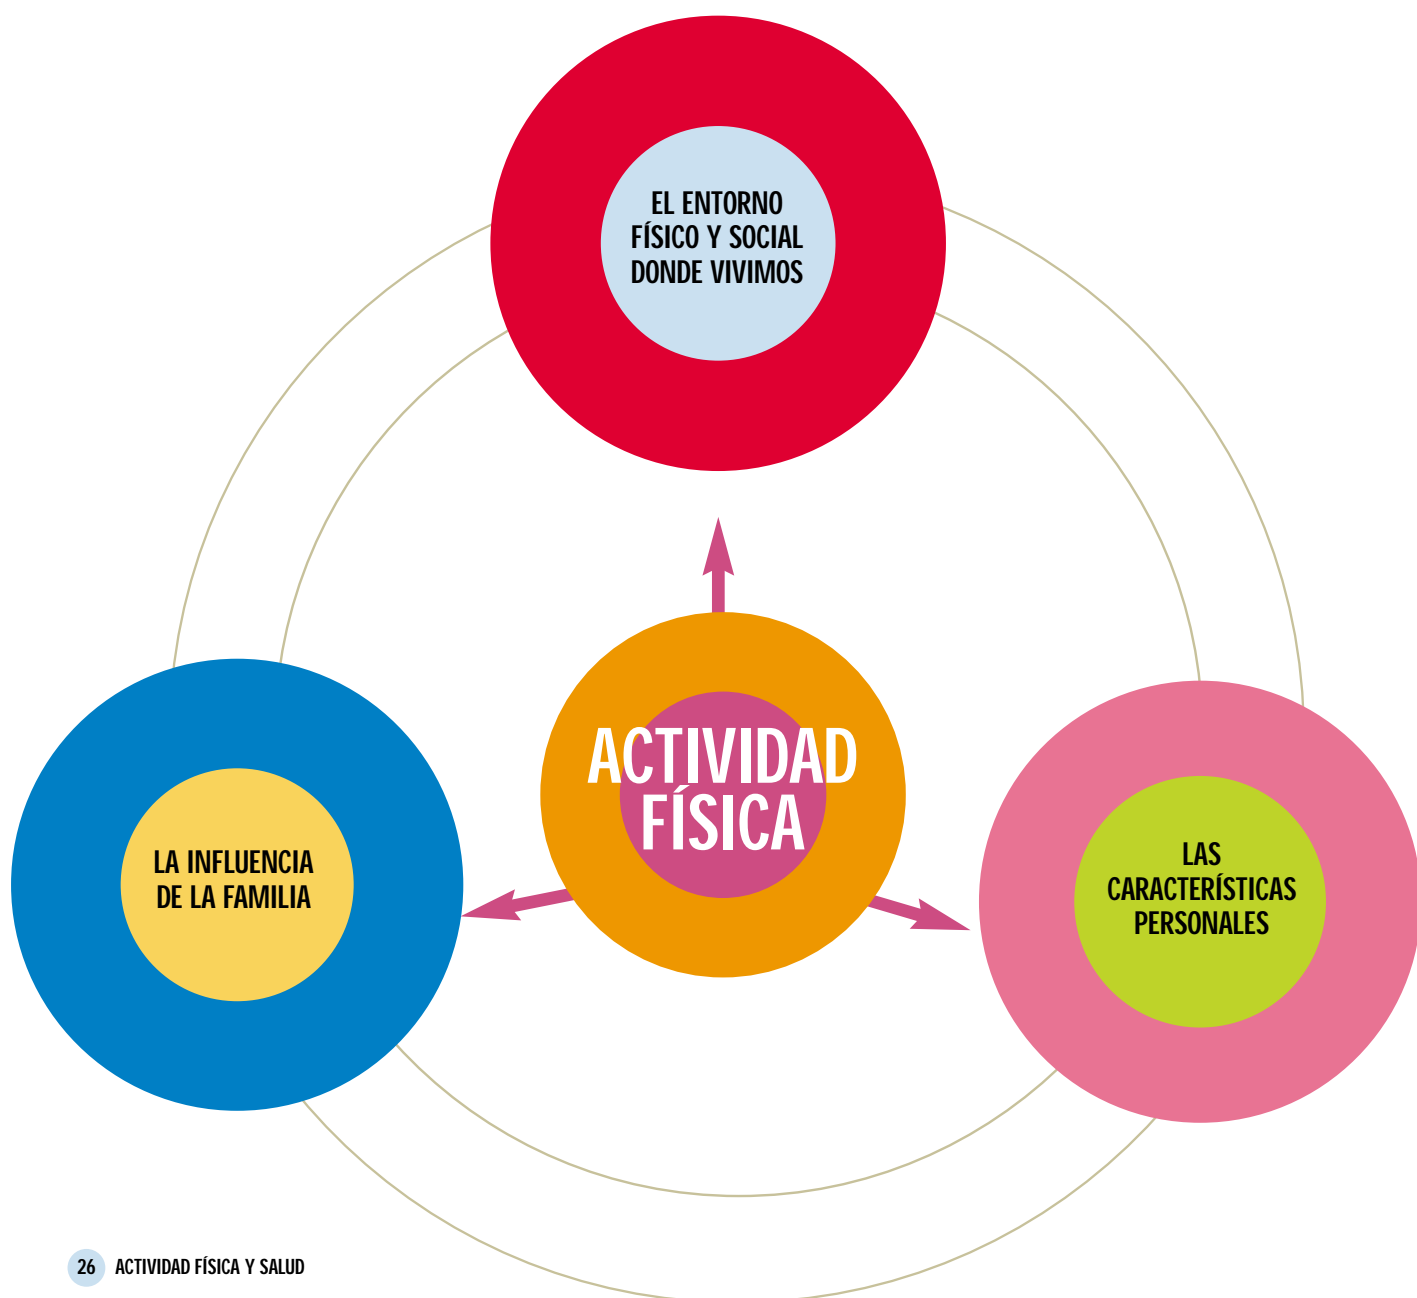 EL ENTORNO
FÍSICO Y SOCIAL
DONDE VIVIMOS
ACTIVIDAD
FÍSICA
LA INFLUENCIA
DE LA FAMILIA
LAS
CARACTERÍSTICAS
PERSONALES
26 ACTIVIDAD FÍSICA Y SALUD